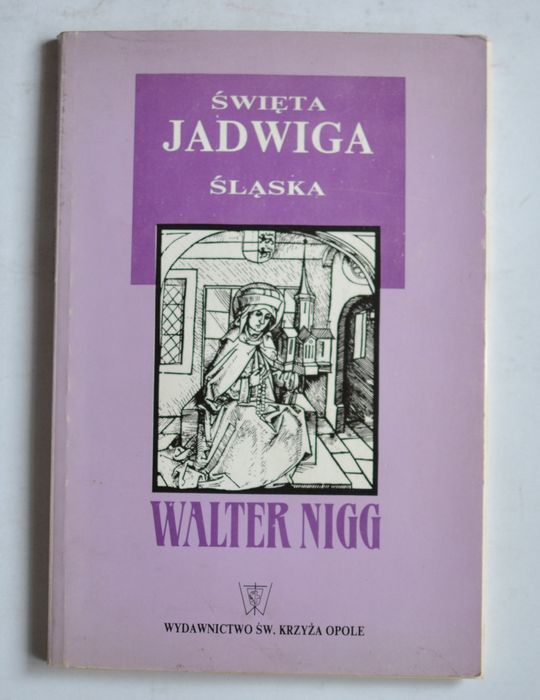 ŚWIĘTA
JADWIGA
ŚLĄSKA
WALTER NIGG
WYDAWNICTWO ŚW. KRZYŻA OPOLE